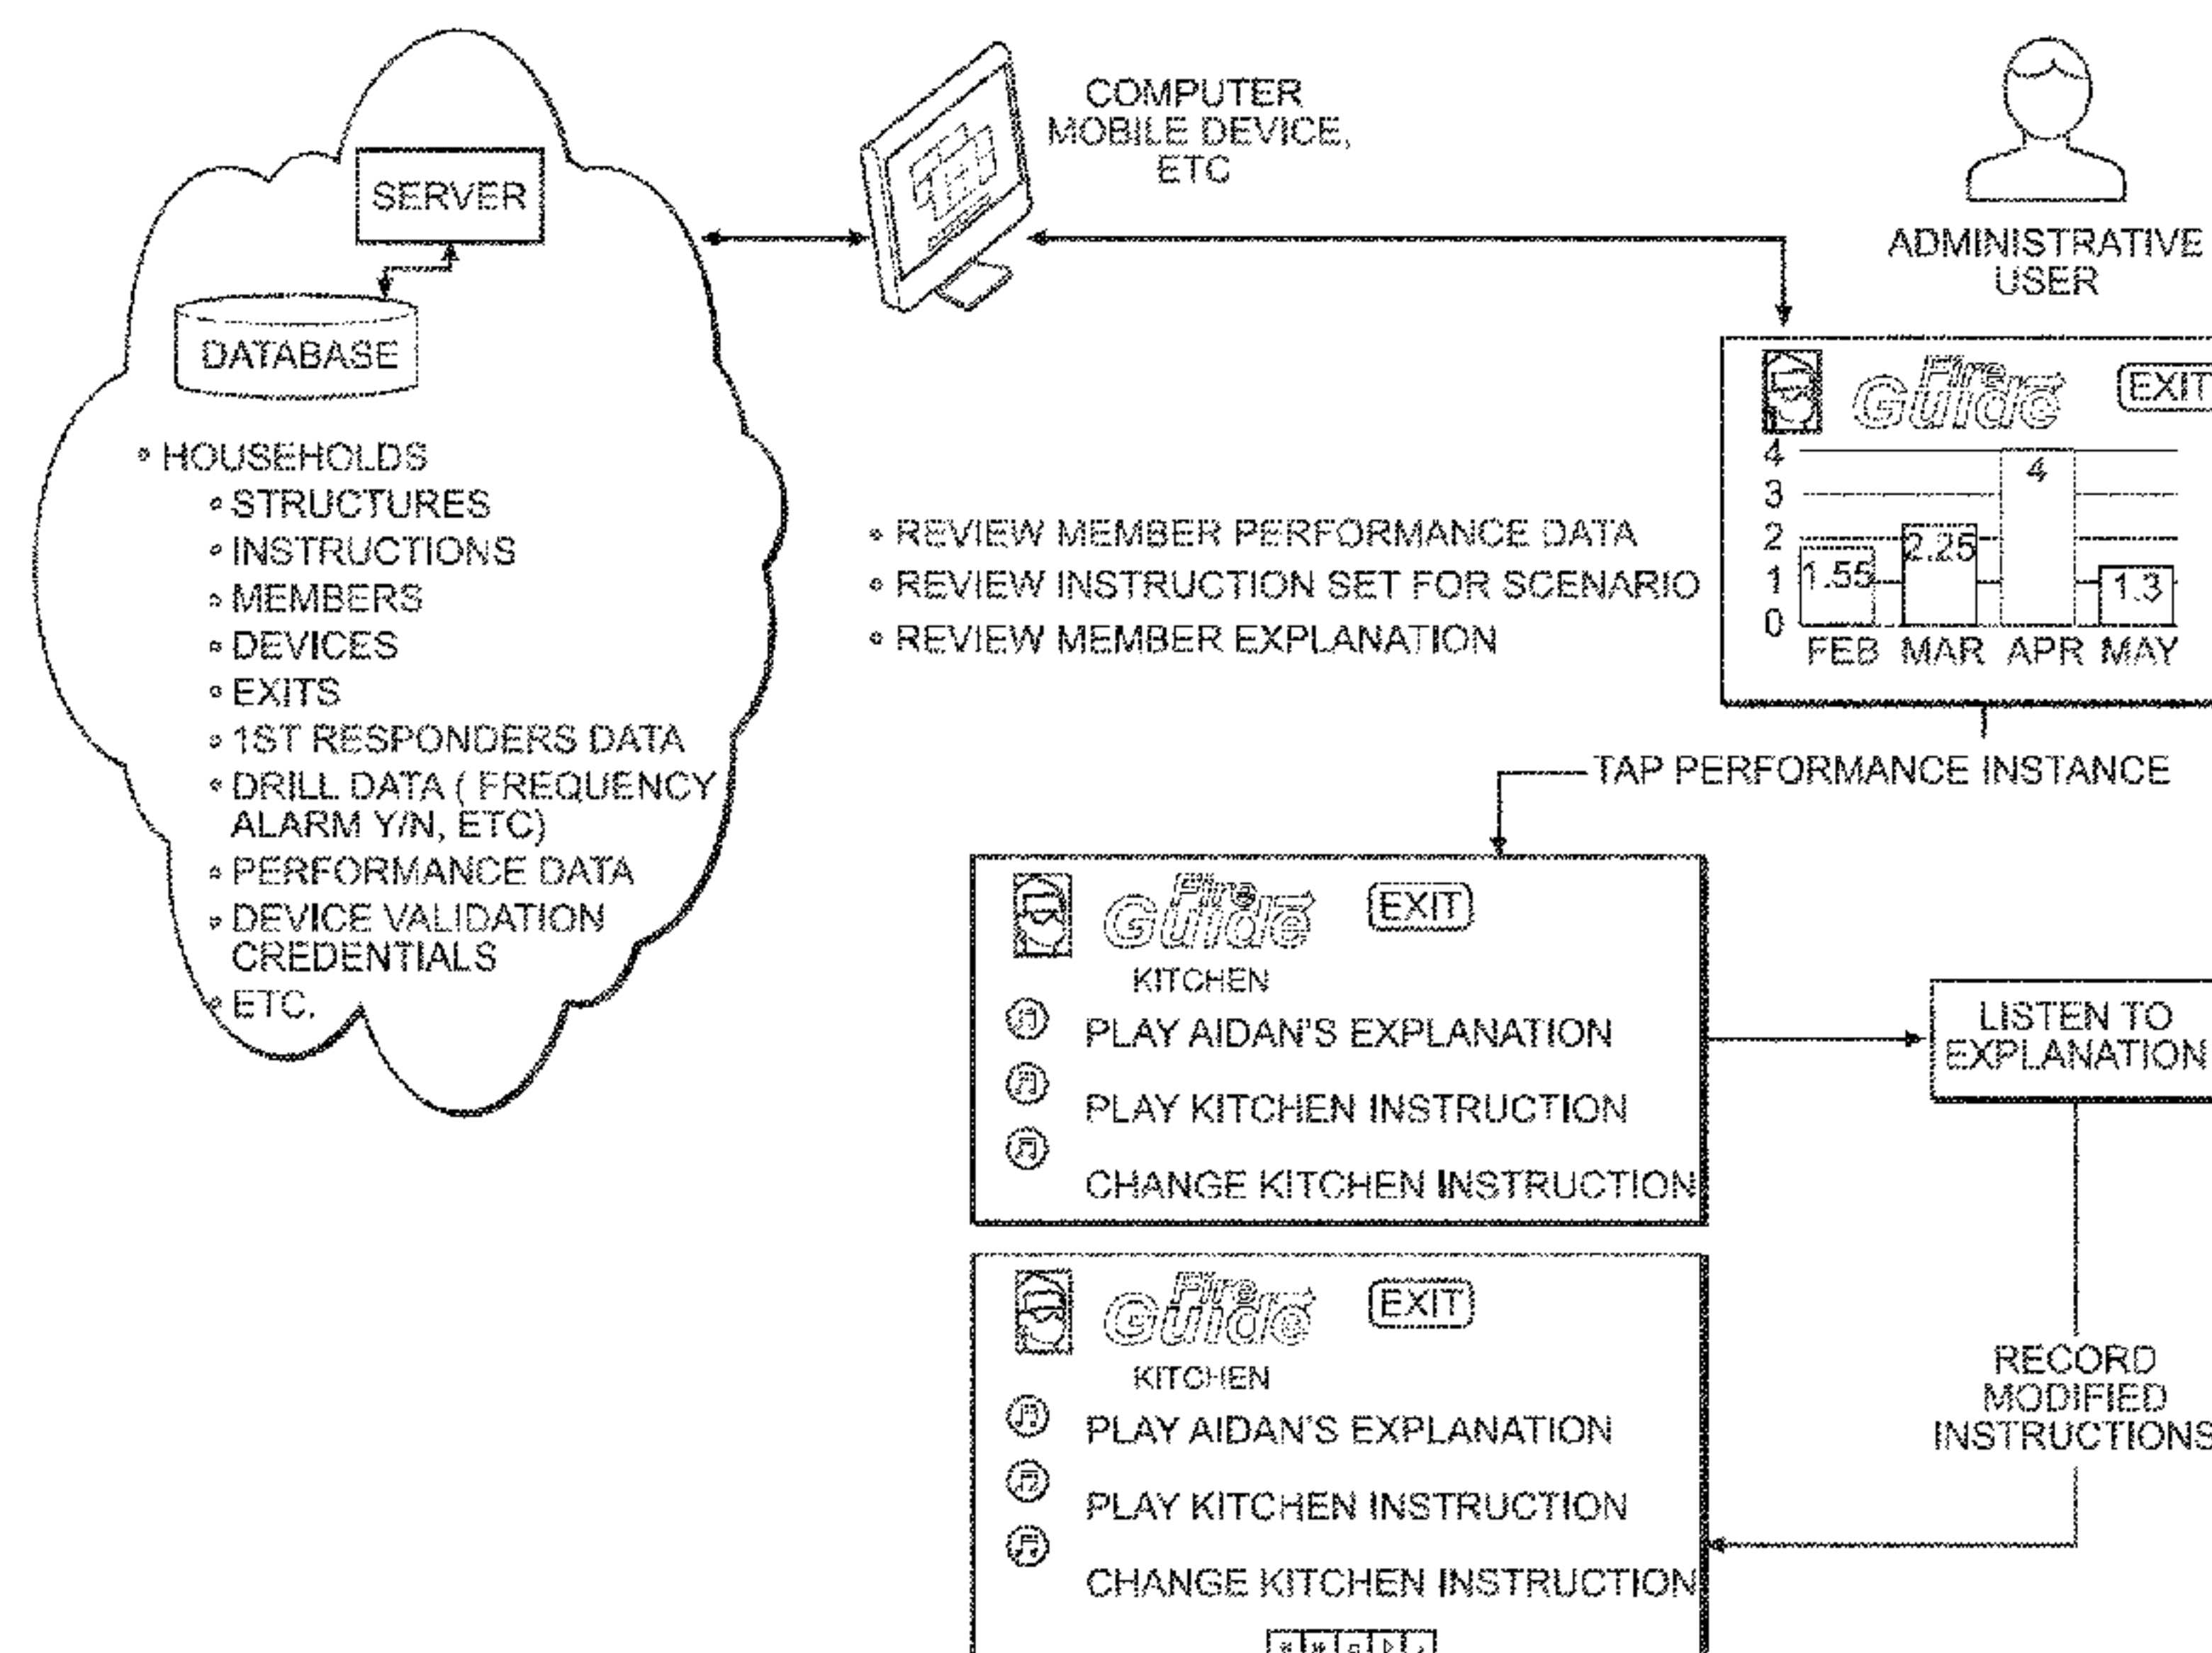 SERVER
DATABASE
• HOUSEHOLDS
• STRUCTURES
• INSTRUCTIONS
• MEMBERS
• DEVICES
• EXITS
• 1ST RESPONDERS DATA
• DRILL DATA ( FREQUENCY
ALARM Y/N, ETC)
• PERFORMANCE DATA
• DEVICE VALIDATION
CREDENTIALS
• ETC.
COMPUTER
MOBILE DEVICE,
ETC
ADMINISTRATIVE
USER
• REVIEW MEMBER PERFORMANCE DATA
• REVIEW INSTRUCTION SET FOR SCENARIO
• REVIEW MEMBER EXPLANATION
Fire
Guide
EXIT
4
3
2
1
0
1.55
2.25
4
1.3
FEB MAR APR MAY
TAP PERFORMANCE INSTANCE
Fire
Guide
EXIT
KITCHEN
PLAY AIDAN'S EXPLANATION
PLAY KITCHEN INSTRUCTION
CHANGE KITCHEN INSTRUCTION
LISTEN TO
EXPLANATION
RECORD
MODIFIED
INSTRUCTIONS
Fire
Guide
EXIT
KITCHEN
PLAY AIDAN'S EXPLANATION
PLAY KITCHEN INSTRUCTION
CHANGE KITCHEN INSTRUCTION